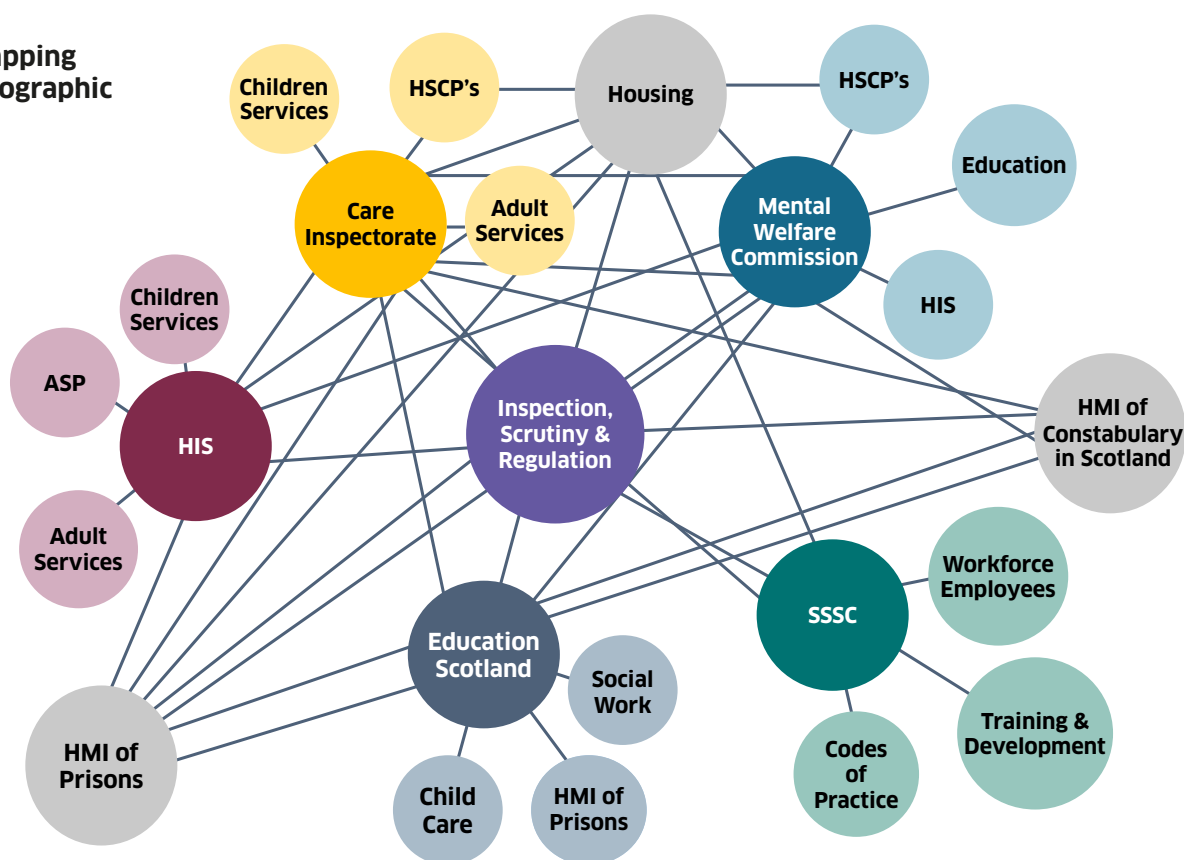 pping
ographic
Children
Services
HSCP's
Housing
HSCP's
Education
Care
Inspectorate
Adult
Services
Mental
Welfare
Commission
HIS
Children
Services
ASP
HIS
Adult
Services
Inspection,
Scrutiny &
Regulation
HMI of
Constabulary
in Scotland
Workforce
Employees
SSSC
Education
Scotland
Social
Work
Training &
Development
HMI of
Prisons
Codes
of
Practice
Child
Care
HMI of
Prisons